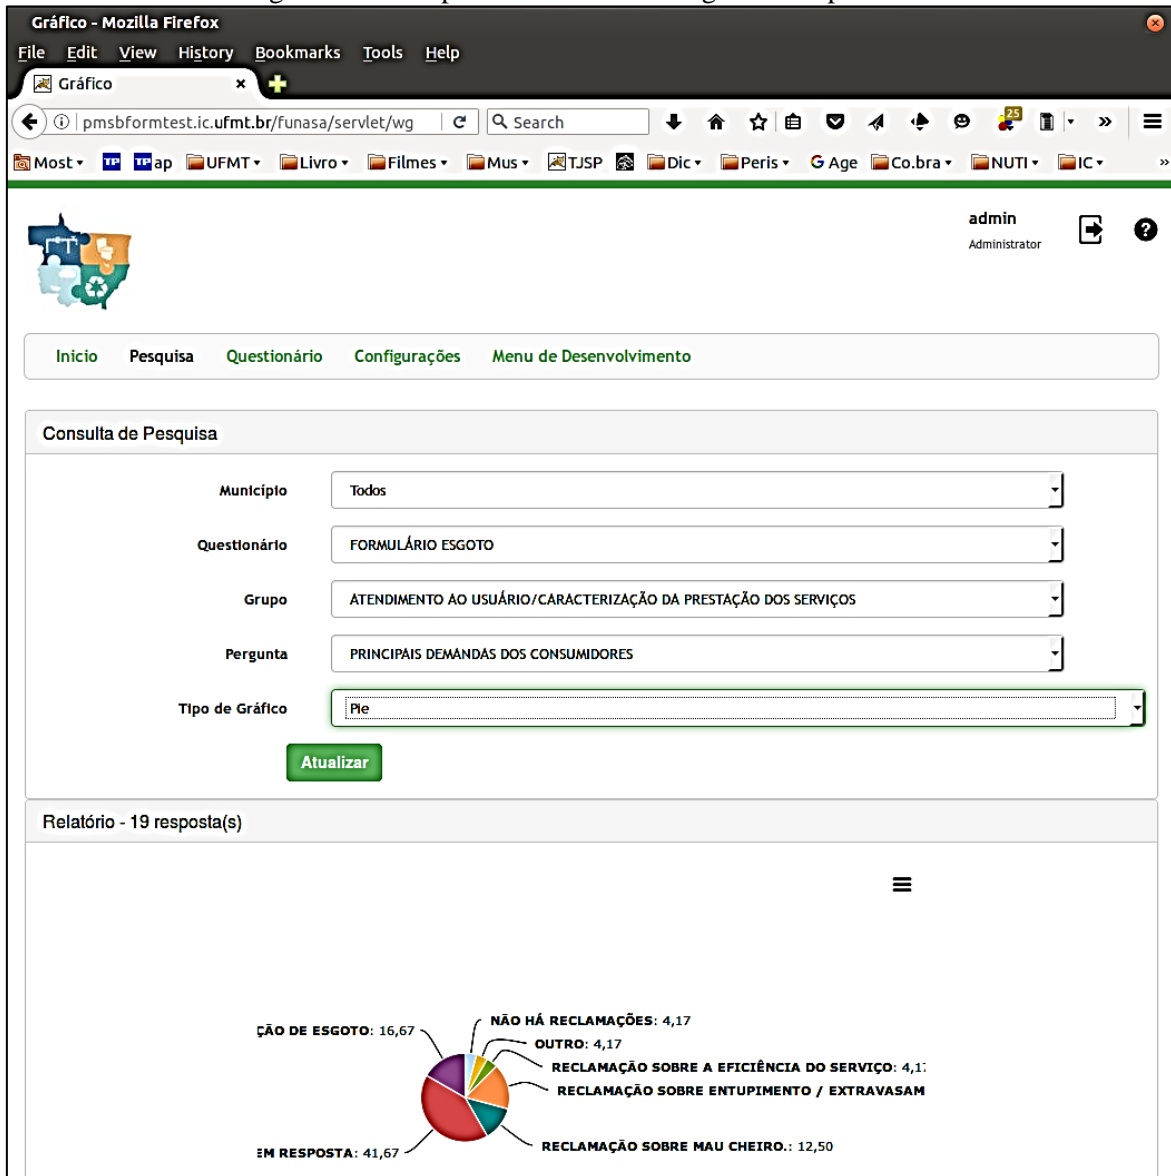 Gráfico - Mozilla Firefox
File Edit View History Bookmarks Tools Help
Gráfico
pmsbformtest.ic.ufmt.br/funasa/servlet/wg Search 25
Most TP TP ap UFMT Livro Filmes Mus TJSP Dic Peris G Age Co.bra NUTI IC
admin
Administrator
Inicio Pesquisa Questionário Configurações Menu de Desenvolvimento
Consulta de Pesquisa
Município Todos
Questionário FORMULÁRIO ESGOTO
Grupo ATENDIMENTO AO USUÁRIO/CARACTERIZAÇÃO DA PRESTAÇÃO DOS SERVIÇOS
Pergunta PRINCIPAIS DEMANDAS DOS CONSUMIDORES
Tipo de Gráfico Pie
Atualizar
Relatório - 19 resposta(s)
NÃO HÁ RECLAMAÇÕES: 4,17
ÇÃO DE ESGOTO: 16,67
OUTRO: 4,17
RECLAMAÇÃO SOBRE A EFICIÊNCIA DO SERVIÇO: 4,17
RECLAMAÇÃO SOBRE ENTUPIMENTO / EXTRAVASAM
RECLAMAÇÃO SOBRE MAU CHEIRO.: 12,50
EM RESPOSTA: 41,67